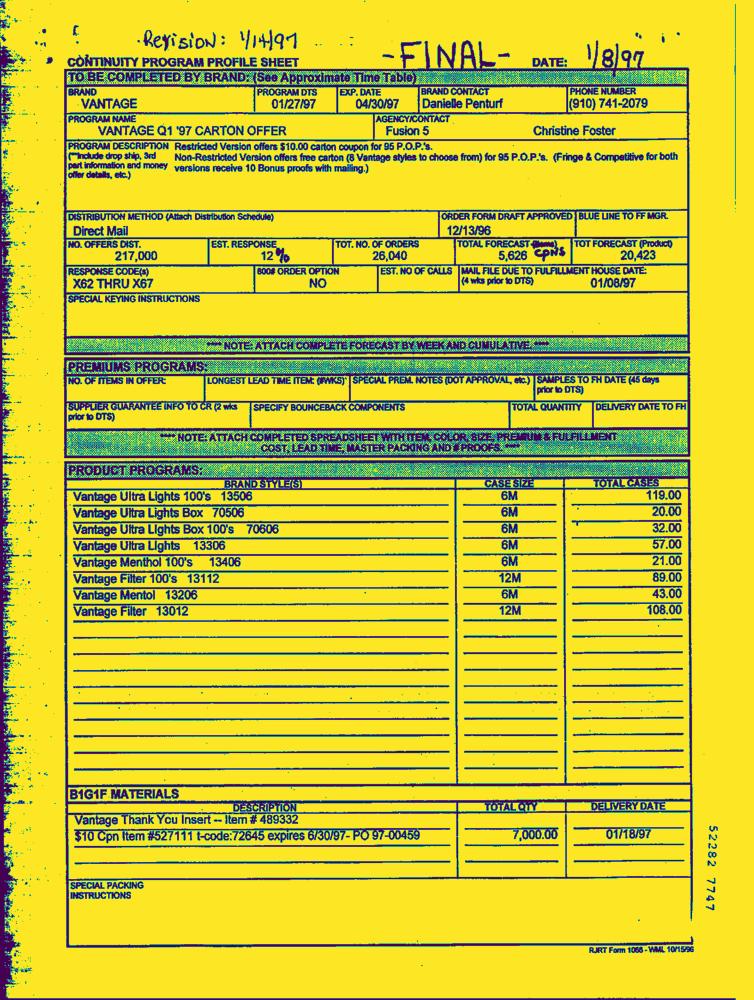 Revision: 1/14/97
-FINAL-
CONTINUITY PROGRAM PROFILE SHEET DATE: 1/8/97
TO BE COMPLETED BY BRAND: (See Approximate Time Table)
BRAND PROGRAM DTS EXP. DATE BRAND CONTACT PHONE NUMBER
VANTAGE 01/27/97 04/30/97 Danielle Penturf (910) 741-2079
PROGRAM NAME AGENCY/CONTACT
VANTAGE Q1 '97 CARTON OFFER Fusion 5 Christine Foster
PROGRAM DESCRIPTION Restricted Version offers $10.00 carton coupon for 95 P.O.P.'s.
(**Include drop ship, 3rd Non-Restricted Version offers free carton (8 Vantage styles to choose from) for 95 P.O.P.'s. (Fringe & Competitive for both
part information and money versions receive 10 Bonus proofs with mailing.)
offer details, etc.)
DISTRIBUTION METHOD (Attach Distribution Schedule) ORDER FORM DRAFT APPROVED BLUE LINE TO FF MGR.
Direct Mail 12/13/96
NO. OFFERS DIST. EST. RESPONSE TOT. NO. OF ORDERS TOTAL FORECAST (Items) TOT FORECAST (Product)
217,000 12% 26,040 5,626 CPNS 20,423
RESPONSE CODE(s) 800# ORDER OPTION EST. NO OF CALLS MAIL FILE DUE TO FULFILLMENT HOUSE DATE:
X62 THRU X67 NO (4 wks prior to DTS) 01/08/97
SPECIAL KEYING INSTRUCTIONS
**** NOTE: ATTACH COMPLETE FORECAST BY WEEK AND CUMULATIVE. ****
PREMIUMS PROGRAMS:
NO. OF ITEMS IN OFFER: LONGEST LEAD TIME ITEM: (#WKS) SPECIAL PREM. NOTES (DOT APPROVAL, etc.) SAMPLES TO FH DATE (45 days
prior to DTS)
SUPPLIER GUARANTEE INFO TO CR (2 wks SPECIFY BOUNCEBACK COMPONENTS TOTAL QUANTITY DELIVERY DATE TO FH
prior to DTS)
**** NOTE: ATTACH COMPLETED SPREADSHEET WITH ITEM, COLOR, SIZE, PREMIUM & FULFILLMENT
COST, LEAD TIME, MASTER PACKING AND # PROOFS. ****
PRODUCT PROGRAMS:
BRAND STYLE(S) CASE SIZE TOTAL CASES
Vantage Ultra Lights 100's 13506 6M 119.00
Vantage Ultra Lights Box 70506 6M 20.00
Vantage Ultra Lights Box 100's 70606 6M 32.00
Vantage Ultra Lights 13306 6M 57.00
Vantage Menthol 100's 13406 6M 21.00
Vantage Filter 100's 13112 12M 89.00
Vantage Mentol 13206 6M 43.00
Vantage Filter 13012 12M 108.00
B1G1F MATERIALS
DESCRIPTION TOTAL QTY DELIVERY DATE
Vantage Thank You Insert -- Item # 489332
$10 Cpn Item #527111 t-code:72645 expires 6/30/97- PO 97-00459 7,000.00 01/18/97
SPECIAL PACKING
INSTRUCTIONS
RJRT Form 1066 - WML 10/15/96
52282 7747